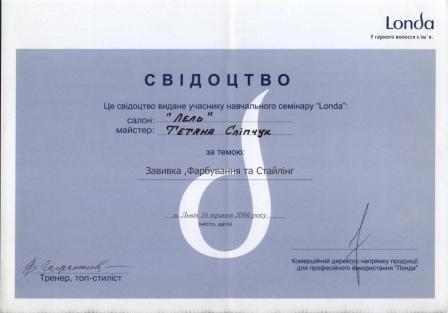 Londa
У гарного волосся є ім'я.
СВІДОЦТВО
Це свідоцтво видане учаснику навчального семінару "Londa":
салон: "Лель"
майстер: Тетяна Сліпчук
за темою:
Завивка ,Фарбування та Стайлінг
м. Львів 16 травня 2006 року
(місто, дата)
Тренер, топ-стиліст
Комерційний директор напрямку продукції
для професійного використання "Лонда"